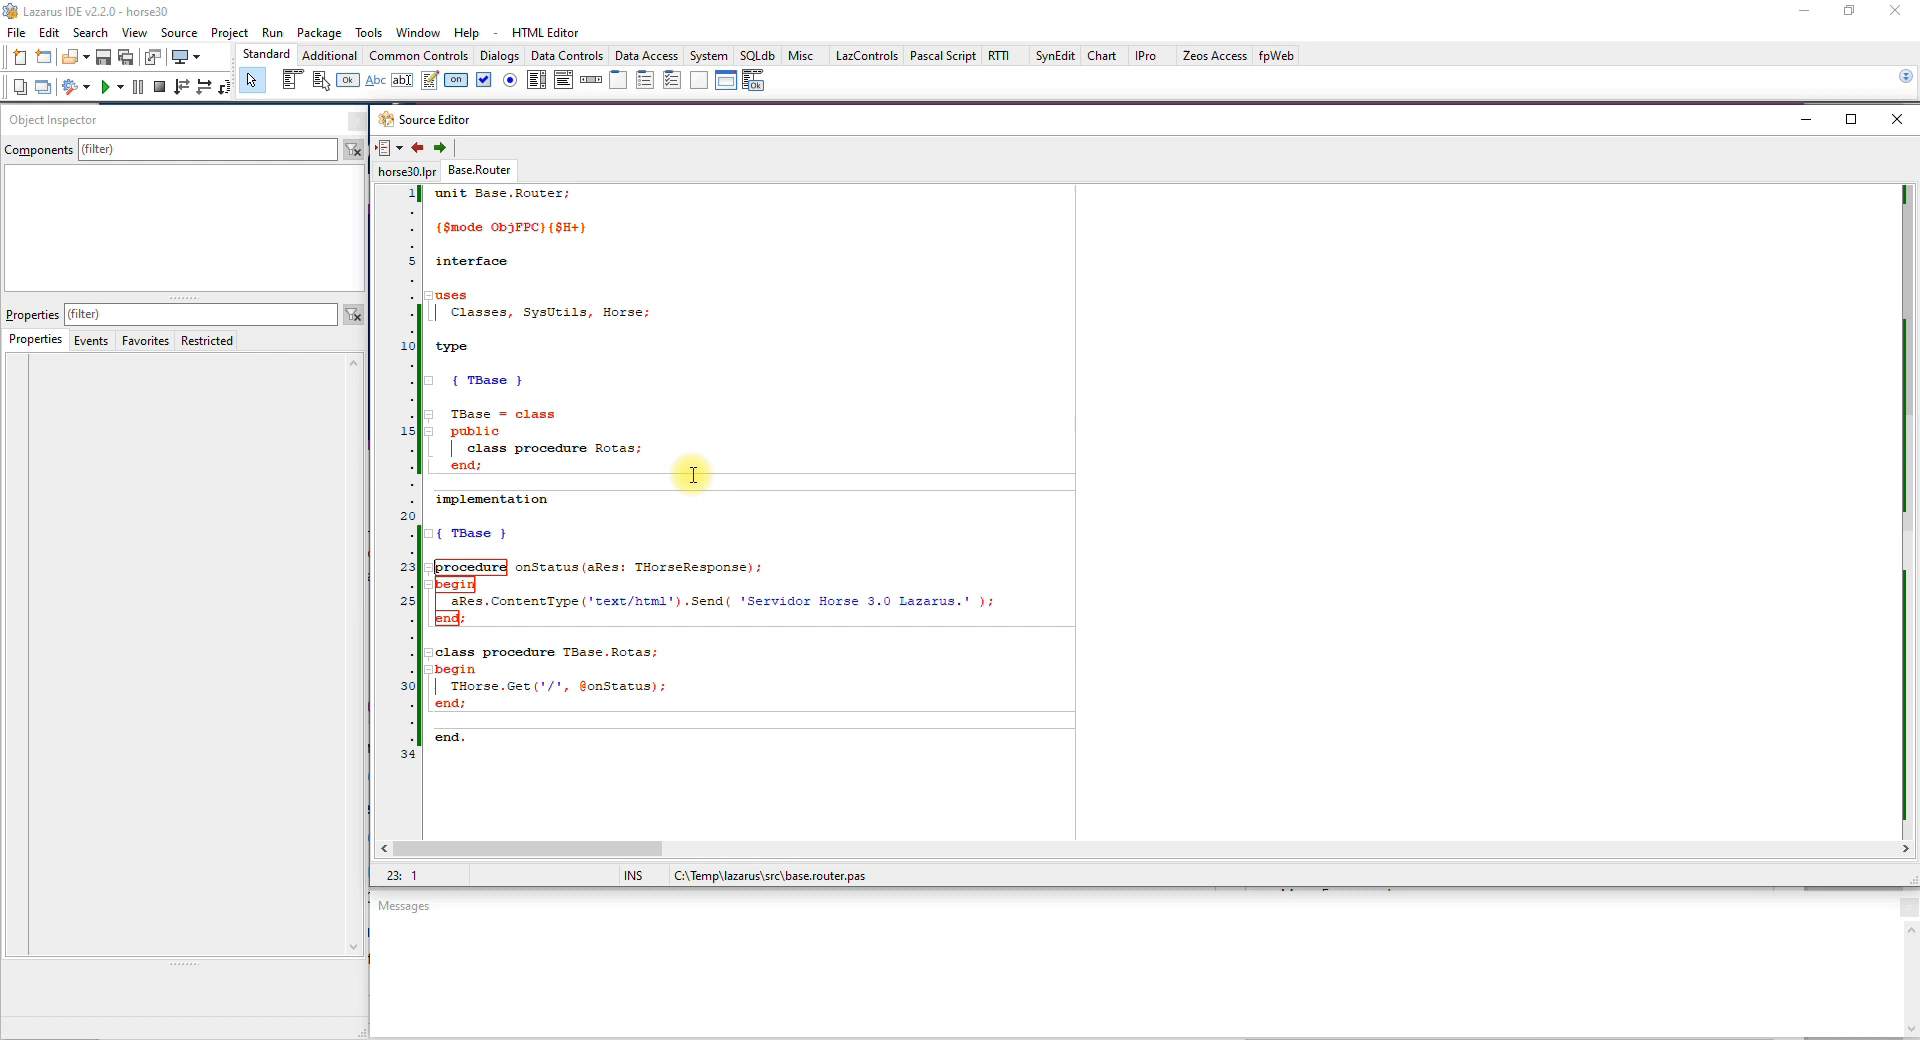 Lazarus IDE v2.2.0 - horse30
File Edit Search View Source Project Run Package Tools Window Help - HTML Editor
Standard Additional Common Controls Dialogs Data Controls Data Access System SQLdb Misc LazControls Pascal Script RTTI SynEdit Chart IPro Zeos Access fpWeb
Ok Abc ab on Ok
Object Inspector
Source Editor
Components (filter)
horse30.lpr Base.Router
1 unit Base.Router;
{$mode ObjFPC}{$H+}
5 interface
uses
Classes, SysUtils, Horse;
10 type
{ TBase }
TBase = class
15 public
class procedure Rotas;
end;
implementation
20
{ TBase }
23 procedure onStatus(aRes: THorseResponse);
begin
25 aRes.ContentType('text/html').Send( 'Servidor Horse 3.0 Lazarus.' );
end;
class procedure TBase.Rotas;
begin
30 THorse.Get('/', @onStatus);
end;
end.
34
Properties (filter)
Properties Events Favorites Restricted
23: 1 INS C:\Temp\lazarus\src\base.router.pas
Messages